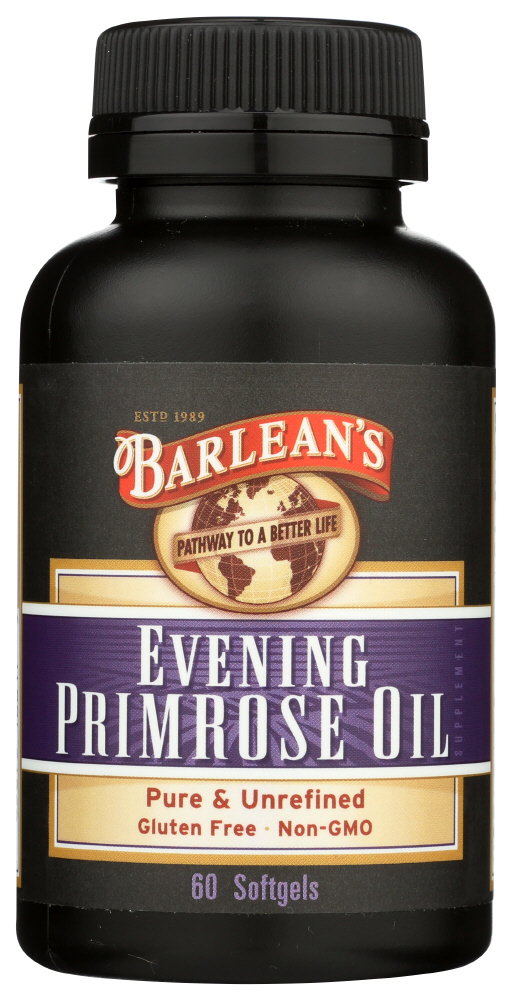 ESTD 1989
BARLEAN'S
PATHWAY TO A BETTER LIFE
EVENING
PRIMROSE OIL
SUPPLEMENT
Pure & Unrefined
Gluten Free · Non-GMO
60 Softgels